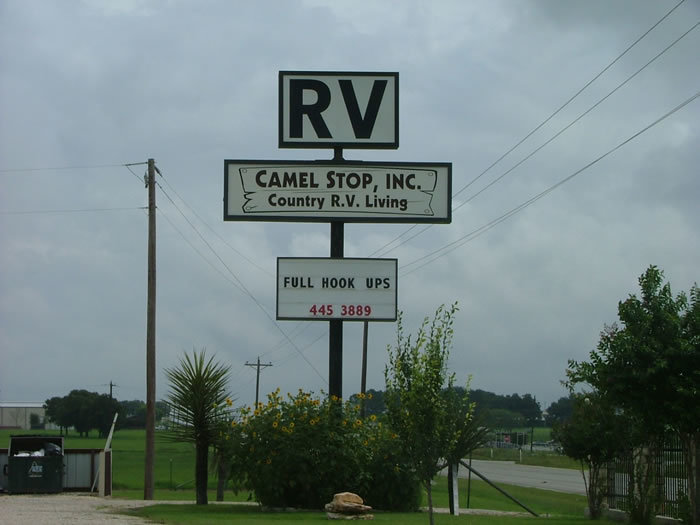 RV
CAMEL STOP, INC.
Country R.V. Living
FULL HOOK UPS
445 3889